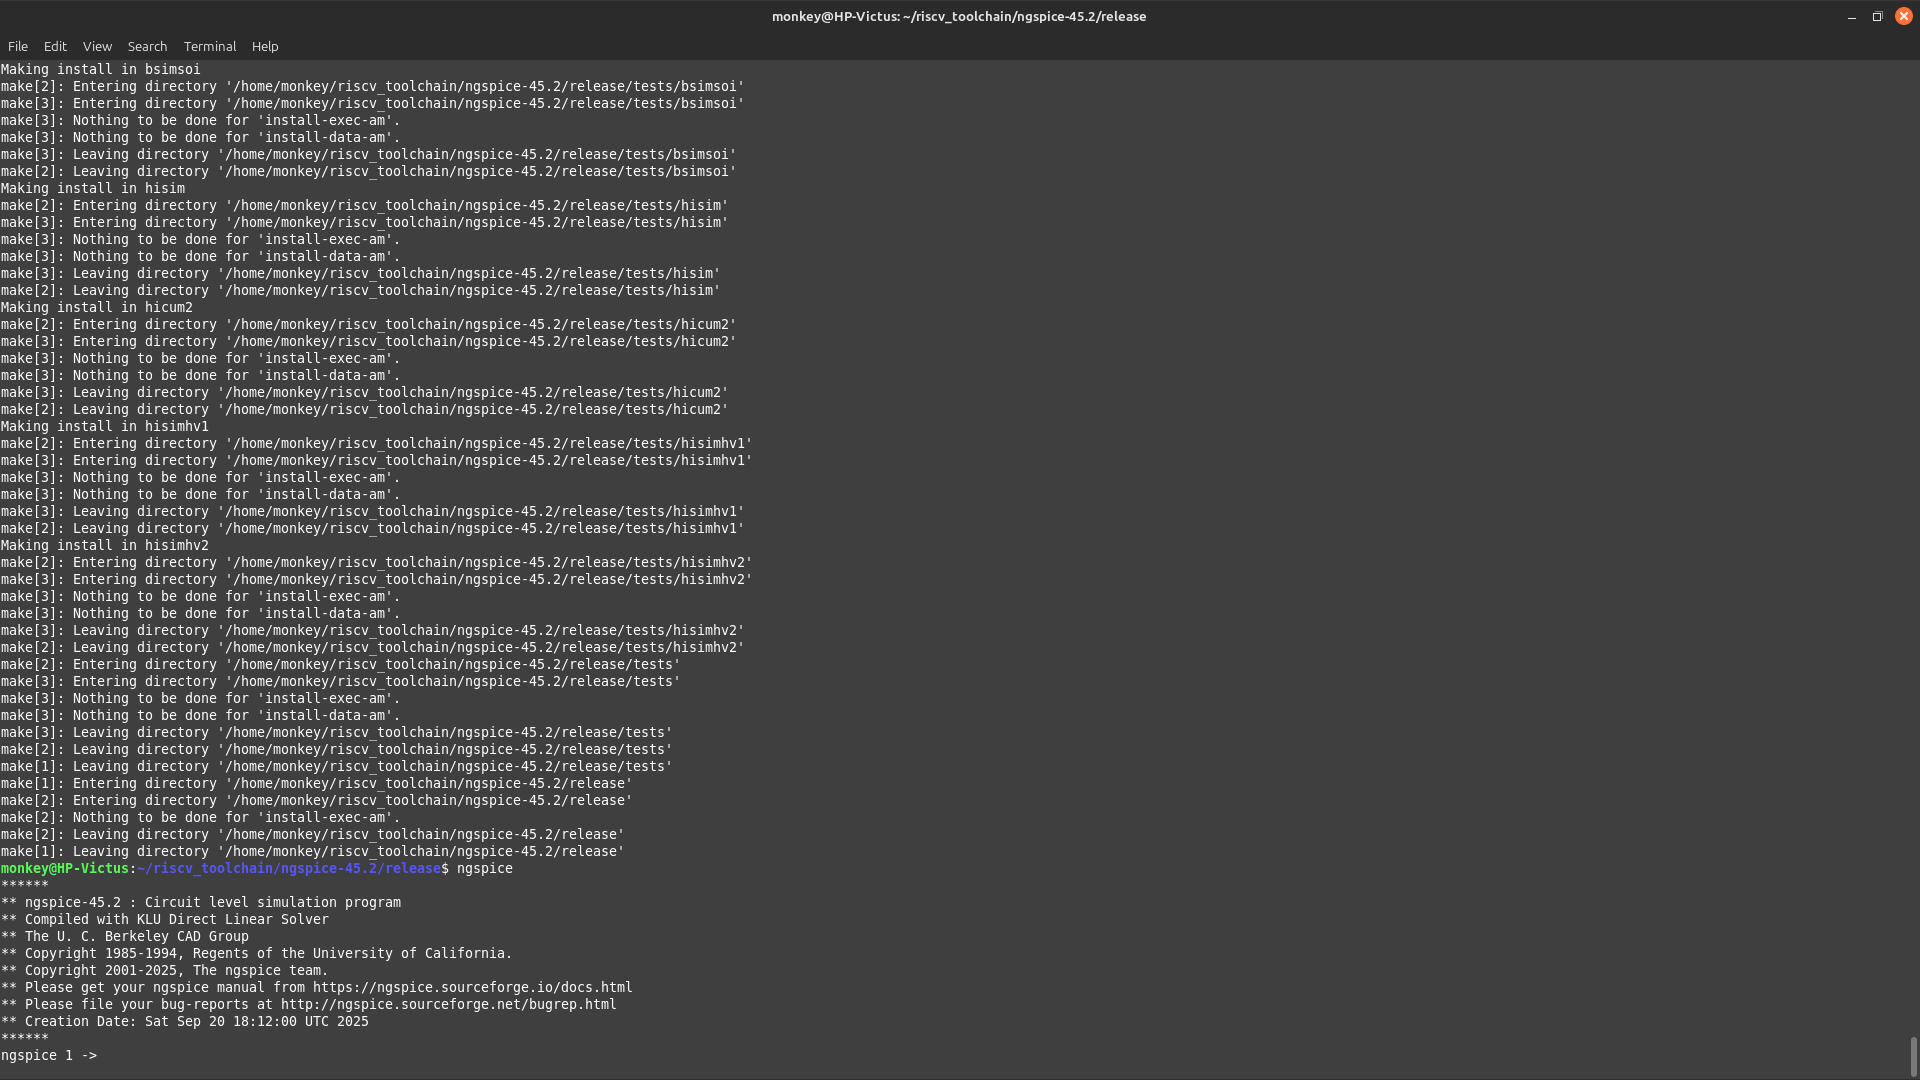 monkey@HP-Victus: ~/riscv_toolchain/ngspice-45.2/release
File Edit View Search Terminal Help
Making install in bsimsoi
make[2]: Entering directory '/home/monkey/riscv_toolchain/ngspice-45.2/release/tests/bsimsoi'
make[3]: Entering directory '/home/monkey/riscv_toolchain/ngspice-45.2/release/tests/bsimsoi'
make[3]: Nothing to be done for 'install-exec-am'.
make[3]: Nothing to be done for 'install-data-am'.
make[3]: Leaving directory '/home/monkey/riscv_toolchain/ngspice-45.2/release/tests/bsimsoi'
make[2]: Leaving directory '/home/monkey/riscv_toolchain/ngspice-45.2/release/tests/bsimsoi'
Making install in hisim
make[2]: Entering directory '/home/monkey/riscv_toolchain/ngspice-45.2/release/tests/hisim'
make[3]: Entering directory '/home/monkey/riscv_toolchain/ngspice-45.2/release/tests/hisim'
make[3]: Nothing to be done for 'install-exec-am'.
make[3]: Nothing to be done for 'install-data-am'.
make[3]: Leaving directory '/home/monkey/riscv_toolchain/ngspice-45.2/release/tests/hisim'
make[2]: Leaving directory '/home/monkey/riscv_toolchain/ngspice-45.2/release/tests/hisim'
Making install in hicum2
make[2]: Entering directory '/home/monkey/riscv_toolchain/ngspice-45.2/release/tests/hicum2'
make[3]: Entering directory '/home/monkey/riscv_toolchain/ngspice-45.2/release/tests/hicum2'
make[3]: Nothing to be done for 'install-exec-am'.
make[3]: Nothing to be done for 'install-data-am'.
make[3]: Leaving directory '/home/monkey/riscv_toolchain/ngspice-45.2/release/tests/hicum2'
make[2]: Leaving directory '/home/monkey/riscv_toolchain/ngspice-45.2/release/tests/hicum2'
Making install in hisimhv1
make[2]: Entering directory '/home/monkey/riscv_toolchain/ngspice-45.2/release/tests/hisimhv1'
make[3]: Entering directory '/home/monkey/riscv_toolchain/ngspice-45.2/release/tests/hisimhv1'
make[3]: Nothing to be done for 'install-exec-am'.
make[3]: Nothing to be done for 'install-data-am'.
make[3]: Leaving directory '/home/monkey/riscv_toolchain/ngspice-45.2/release/tests/hisimhv1'
make[2]: Leaving directory '/home/monkey/riscv_toolchain/ngspice-45.2/release/tests/hisimhv1'
Making install in hisimhv2
make[2]: Entering directory '/home/monkey/riscv_toolchain/ngspice-45.2/release/tests/hisimhv2'
make[3]: Entering directory '/home/monkey/riscv_toolchain/ngspice-45.2/release/tests/hisimhv2'
make[3]: Nothing to be done for 'install-exec-am'.
make[3]: Nothing to be done for 'install-data-am'.
make[3]: Leaving directory '/home/monkey/riscv_toolchain/ngspice-45.2/release/tests/hisimhv2'
make[2]: Leaving directory '/home/monkey/riscv_toolchain/ngspice-45.2/release/tests/hisimhv2'
make[2]: Entering directory '/home/monkey/riscv_toolchain/ngspice-45.2/release/tests'
make[3]: Entering directory '/home/monkey/riscv_toolchain/ngspice-45.2/release/tests'
make[3]: Nothing to be done for 'install-exec-am'.
make[3]: Nothing to be done for 'install-data-am'.
make[3]: Leaving directory '/home/monkey/riscv_toolchain/ngspice-45.2/release/tests'
make[2]: Leaving directory '/home/monkey/riscv_toolchain/ngspice-45.2/release/tests'
make[1]: Leaving directory '/home/monkey/riscv_toolchain/ngspice-45.2/release/tests'
make[1]: Entering directory '/home/monkey/riscv_toolchain/ngspice-45.2/release'
make[2]: Entering directory '/home/monkey/riscv_toolchain/ngspice-45.2/release'
make[2]: Nothing to be done for 'install-exec-am'.
make[2]: Leaving directory '/home/monkey/riscv_toolchain/ngspice-45.2/release'
make[1]: Leaving directory '/home/monkey/riscv_toolchain/ngspice-45.2/release'
monkey@HP-Victus:~/riscv_toolchain/ngspice-45.2/release$ ngspice
******
** ngspice-45.2 : Circuit level simulation program
** Compiled with KLU Direct Linear Solver
** The U. C. Berkeley CAD Group
** Copyright 1985-1994, Regents of the University of California.
** Copyright 2001-2025, The ngspice team.
** Please get your ngspice manual from https://ngspice.sourceforge.io/docs.html
** Please file your bug-reports at http://ngspice.sourceforge.net/bugrep.html
** Creation Date: Sat Sep 20 18:12:00 UTC 2025
******
ngspice 1 ->